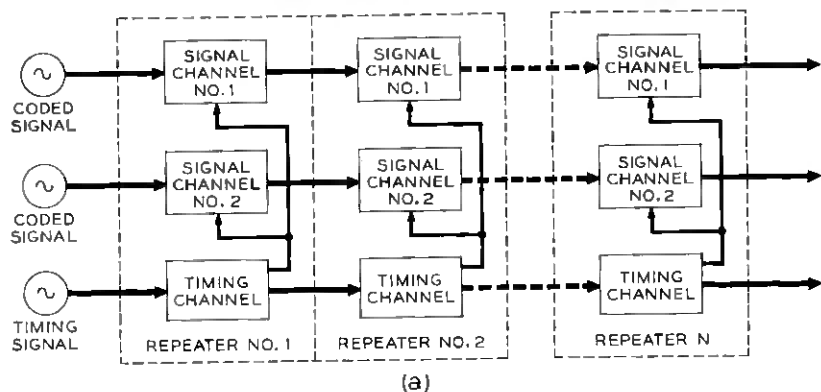 SIGNAL
CHANNEL
NO.1
SIGNAL
CHANNEL
NO.1
SIGNAL
CHANNEL
NO.1
CODED
SIGNAL
SIGNAL
CHANNEL
NO.2
SIGNAL
CHANNEL
NO.2
SIGNAL
CHANNEL
NO.2
CODED
SIGNAL
TIMING
CHANNEL
TIMING
CHANNEL
TIMING
CHANNEL
TIMING
SIGNAL
REPEATER NO.1
REPEATER NO.2
REPEATER N
(a)